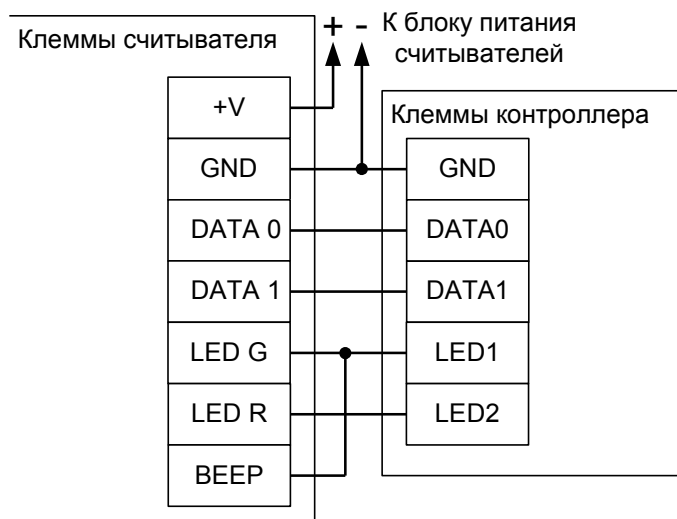 Клеммы считывателя
+ - К блоку питания
считывателей
+V
GND
DATA 0
DATA 1
LED G
LED R
BEEP
Клеммы контроллера
GND
DATA0
DATA1
LED1
LED2